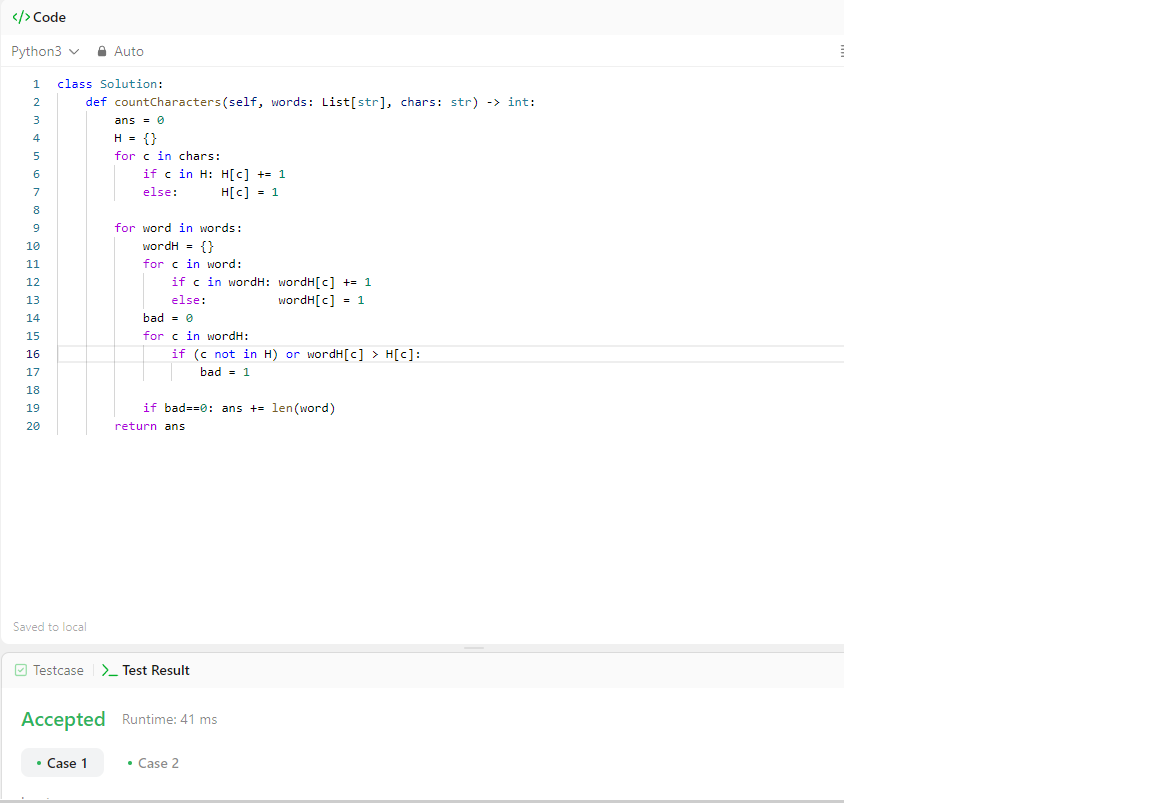 </> Code
Python3 Auto
1 class Solution:
2     def countCharacters(self, words: List[str], chars: str) -> int:
3         ans = 0
4         H = {}
5         for c in chars:
6             if c in H: H[c] += 1
7             else:      H[c] = 1
8
9         for word in words:
10             wordH = {}
11             for c in word:
12                 if c in wordH: wordH[c] += 1
13                 else:          wordH[c] = 1
14             bad = 0
15             for c in wordH:
16                 if (c not in H) or wordH[c] > H[c]:
17                     bad = 1
18
19             if bad==0: ans += len(word)
20         return ans
Saved to local
Testcase >_ Test Result
Accepted Runtime: 41 ms
• Case 1 • Case 2